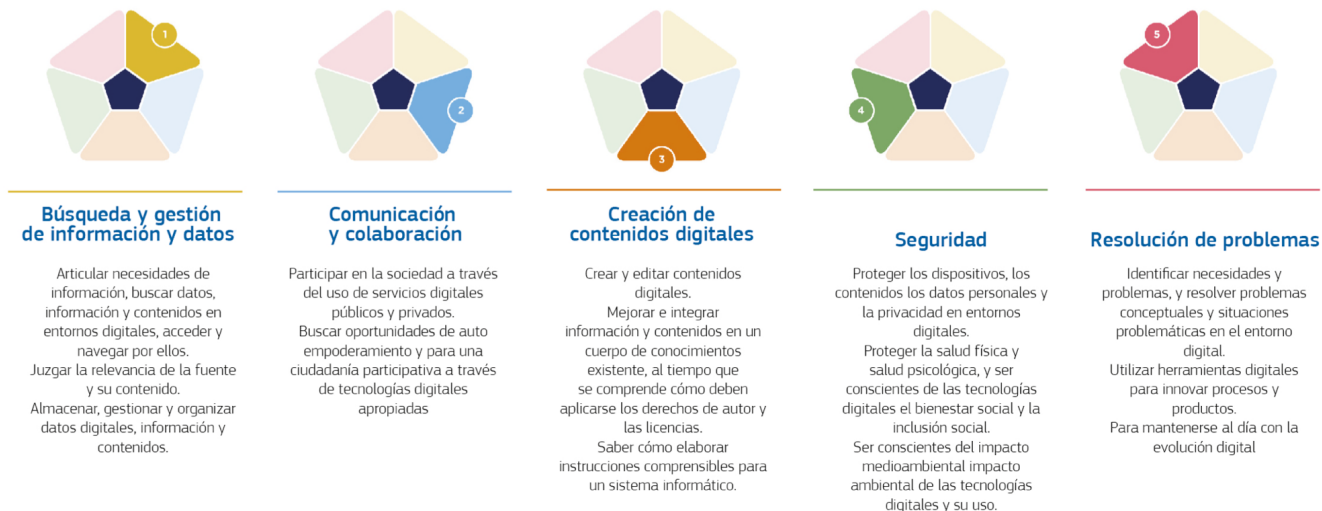 1
Búsqueda y gestión
de información y datos
Articular necesidades de
información, buscar datos,
información y contenidos en
entornos digitales, acceder y
navegar por ellos.
Juzgar la relevancia de la fuente
y su contenido.
Almacenar, gestionar y organizar
datos digitales, información y
contenidos.
2
Comunicación
y colaboración
Participar en la sociedad a través
del uso de servicios digitales
públicos y privados.
Buscar oportunidades de auto
empoderamiento y para una
ciudadanía participativa a través
de tecnologías digitales
apropiadas
3
Creación de
contenidos digitales
Crear y editar contenidos
digitales.
Mejorar e integrar
información y contenidos en un
cuerpo de conocimientos
existente, al tiempo que
se comprende cómo deben
aplicarse los derechos de autor y
las licencias.
Saber cómo elaborar
instrucciones comprensibles para
un sistema informático.
4
Seguridad
Proteger los dispositivos, los
contenidos los datos personales y
la privacidad en entornos
digitales.
Proteger la salud física y
salud psicológica, y ser
conscientes de las tecnologías
digitales el bienestar social y la
inclusión social.
Ser conscientes del impacto
medioambiental impacto
ambiental de las tecnologías
digitales y su uso.
5
Resolución de problemas
Identificar necesidades y
problemas, y resolver problemas
conceptuales y situaciones
problemáticas en el entorno
digital.
Utilizar herramientas digitales
para innovar procesos y
productos.
Para mantenerse al día con la
evolución digital